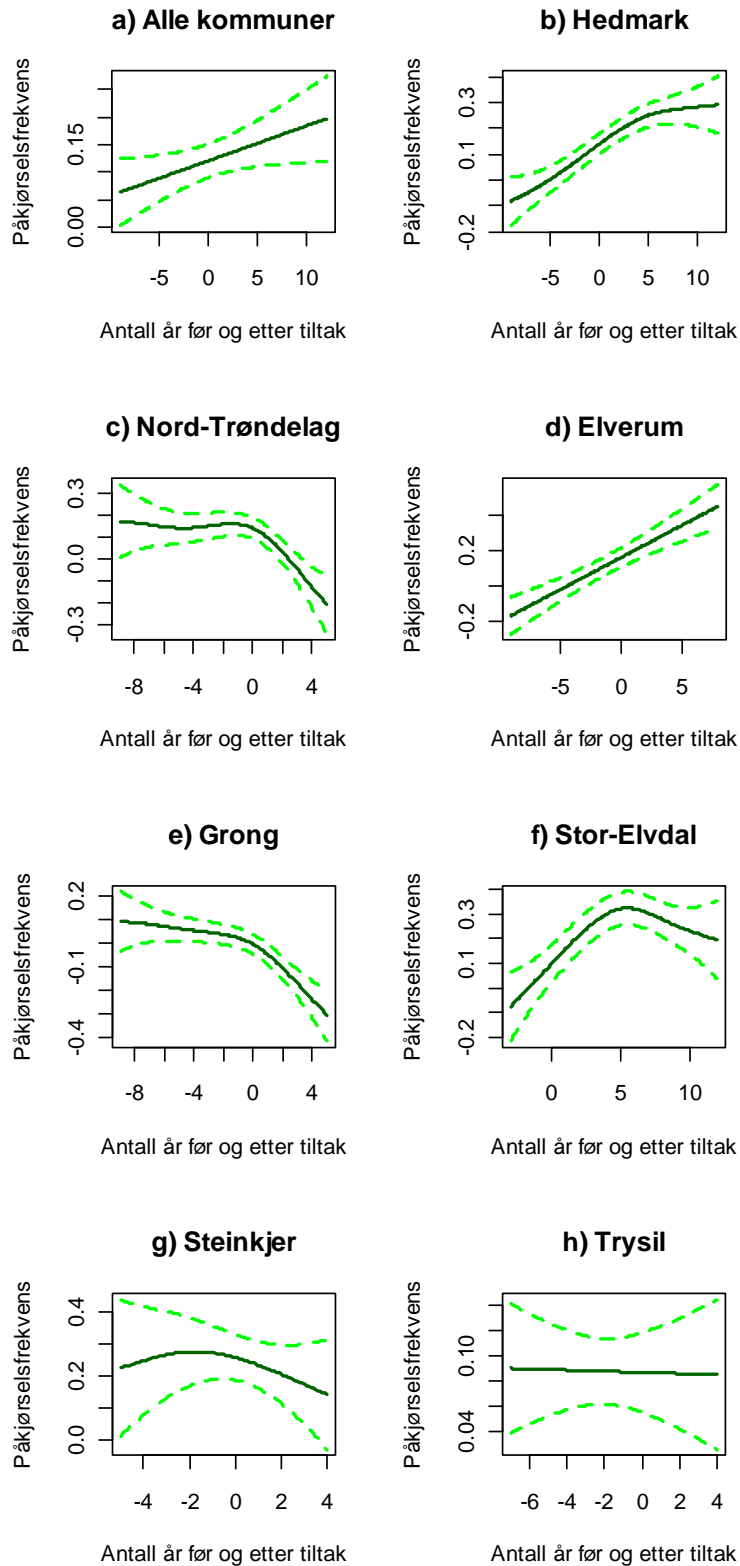 a) Alle kommuner
Påkjørselsfrekvens
0.00 0.15
-5 0 5 10
Antall år før og etter tiltak
b) Hedmark
Påkjørselsfrekvens
-0.2 0.1 0.3
-5 0 5 10
Antall år før og etter tiltak
c) Nord-Trøndelag
Påkjørselsfrekvens
-0.3 0.0 0.3
-8 -4 0 4
Antall år før og etter tiltak
d) Elverum
Påkjørselsfrekvens
-0.2 0.2
-5 0 5
Antall år før og etter tiltak
e) Grong
Påkjørselsfrekvens
-0.4 -0.1 0.2
-8 -4 0 4
Antall år før og etter tiltak
f) Stor-Elvdal
Påkjørselsfrekvens
-0.2 0.1 0.3
0 5 10
Antall år før og etter tiltak
g) Steinkjer
Påkjørselsfrekvens
0.0 0.2 0.4
-4 -2 0 2 4
Antall år før og etter tiltak
h) Trysil
Påkjørselsfrekvens
0.04 0.10
-6 -4 -2 0 2 4
Antall år før og etter tiltak